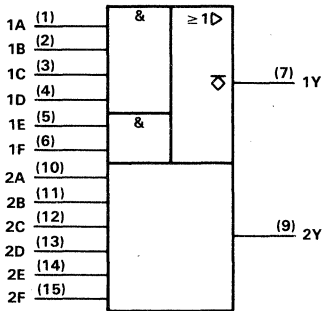 & ≥1▷
1A (1)
1B (2)
1C (3)
1D (4)
(7) 1Y
1E (5) &
1F (6)
2A (10)
2B (11)
2C (12)
2D (13)
(9) 2Y
2E (14)
2F (15)